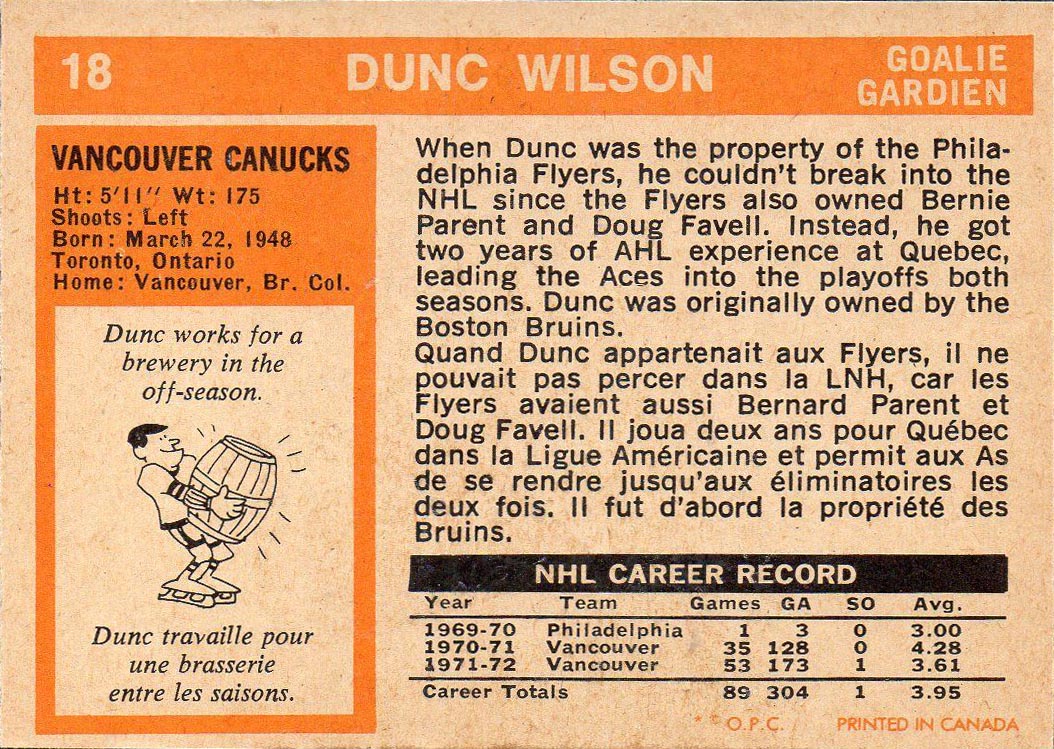 18
DUNC WILSON
GOALIE
GARDIEN
VANCOUVER CANUCKS
Ht: 5'11'' Wt: 175
Shoots: Left
Born: March 22, 1948
Toronto, Ontario
Home: Vancouver, Br. Col.
Dunc works for a
brewery in the
off-season.
Dunc travaille pour
une brasserie
entre les saisons.
When Dunc was the property of the Phila-
delphia Flyers, he couldn't break into the
NHL since the Flyers also owned Bernie
Parent and Doug Favell. Instead, he got
two years of AHL experience at Quebec,
leading the Aces into the playoffs both
seasons. Dunc was originally owned by the
Boston Bruins.
Quand Dunc appartenait aux Flyers, il ne
pouvait pas percer dans la LNH, car les
Flyers avaient aussi Bernard Parent et
Doug Favell. Il joua deux ans pour Québec
dans la Ligue Américaine et permit aux As
de se rendre jusqu'aux éliminatoires les
deux fois. Il fut d'abord la propriété des
Bruins.
NHL CAREER RECORD
Year Team Games GA SO Avg.
1969-70 Philadelphia 1 3 0 3.00
1970-71 Vancouver 35 128 0 4.28
1971-72 Vancouver 53 173 1 3.61
Career Totals 89 304 1 3.95
* © O.P.C. PRINTED IN CANADA